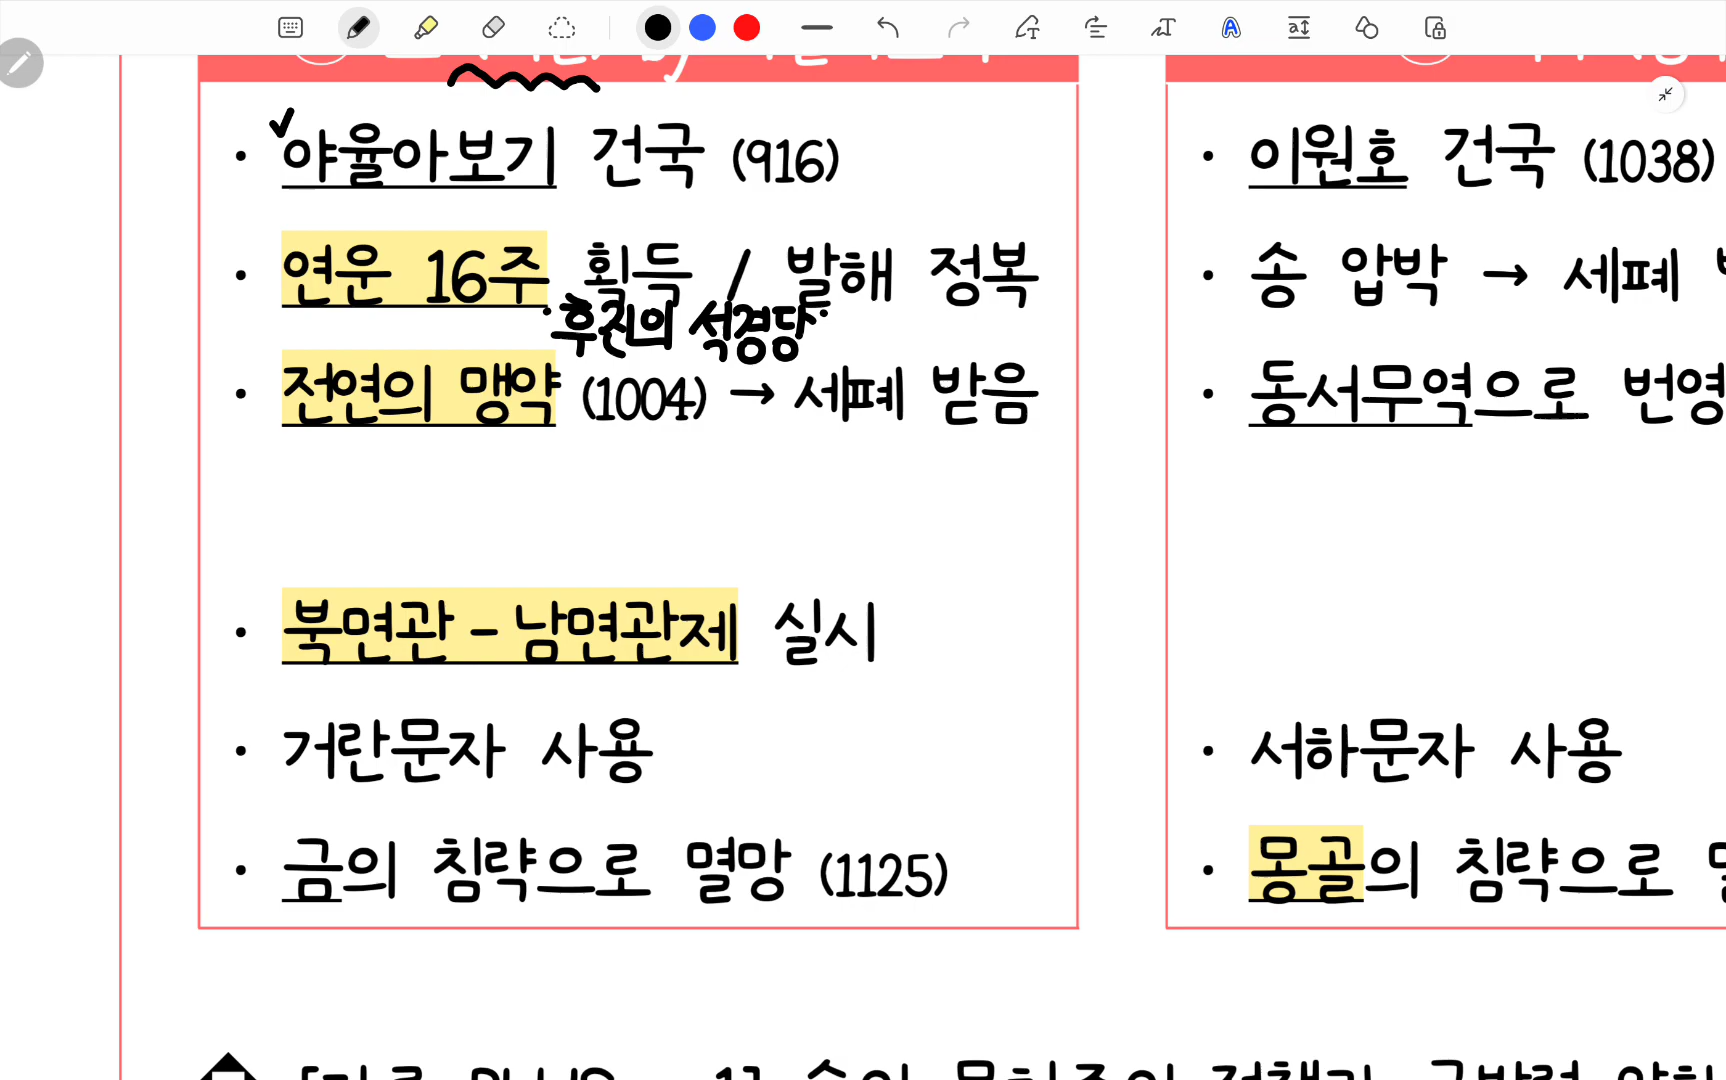 • 야율아보기 건국 (916)
• 연운 16주 획득 / 발해 정복
후진의 석경당
• 전연의 맹약 (1004) → 세폐 받음
• 북면관 - 남면관제 실시
• 거란문자 사용
• 금의 침략으로 멸망 (1125)
• 이원호 건국 (1038)
• 송 압박 → 세폐
• 동서무역으로 번영
• 서하문자 사용
• 몽골의 침략으로